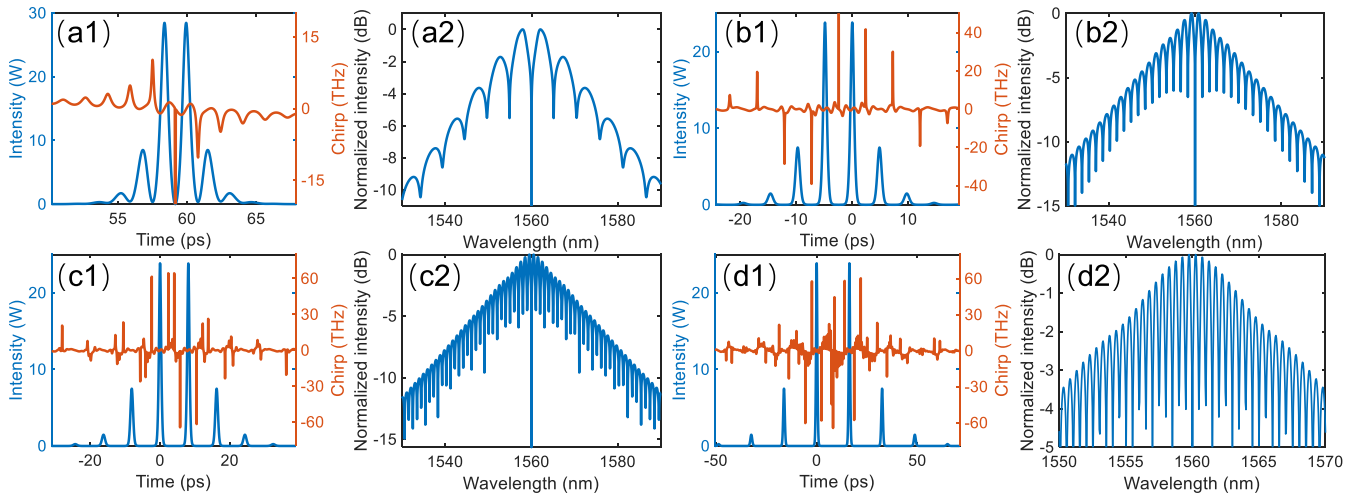 (a1)
30
20
10
0
Intensity (W)
55
60
65
Time (ps)
15
0
-15
Chirp (THz)
(a2)
0
-2
-4
-6
-8
-10
Normalized intensity (dB)
1540
1560
1580
Wavelength (nm)
(b1)
20
10
0
Intensity (W)
-20
-10
0
10
Time (ps)
40
20
0
-20
-40
Chirp (THz)
(b2)
0
-5
-10
-15
Normalized intensity (dB)
1540
1560
1580
Wavelength (nm)
(c1)
20
10
0
Intensity (W)
-20
0
20
Time (ps)
60
30
0
-30
-60
Chirp (THz)
(c2)
0
-5
-10
-15
Normalized intensity (dB)
1540
1560
1580
Wavelength (nm)
(d1)
20
10
0
Intensity (W)
-50
0
50
Time (ps)
60
30
0
-30
-60
Chirp (THz)
(d2)
0
-1
-2
-3
-4
-5
Normalized intensity (dB)
1550
1555
1560
1565
1570
Wavelength (nm)